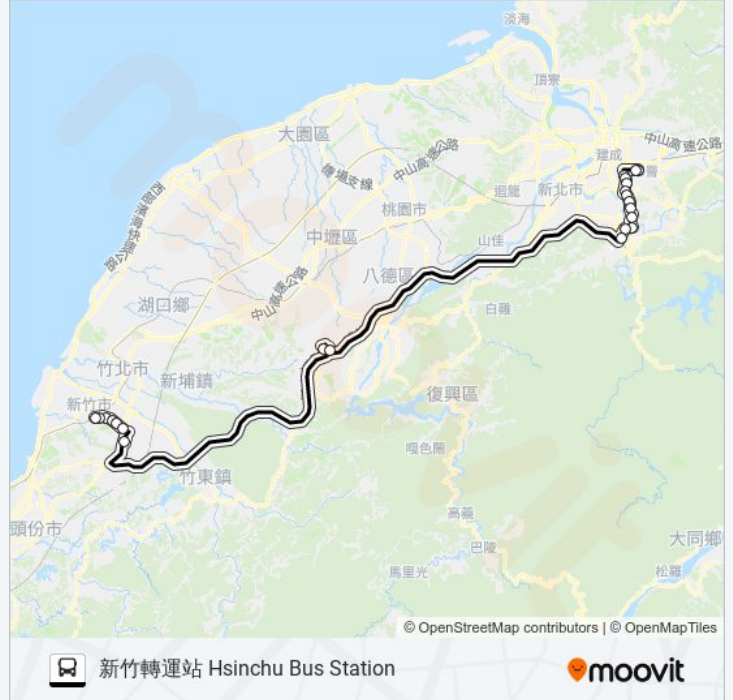 淡海
頂寮
大園區
中山高速公路
建成
中山高速公路
機場支線
迴龍
新北市
桃園市
西部濱海快速公路
中壢區
山佳
八德區
中山高速公路
湖口鄉
白雞
竹北市
新埔鎮
復興區
新竹市
嘎色鬧
竹東鎮
高義
頭份市
大同鄉
巴陵
馬里光
松羅
© OpenStreetMap contributors | © OpenMapTiles
新竹轉運站 Hsinchu Bus Station
moovit